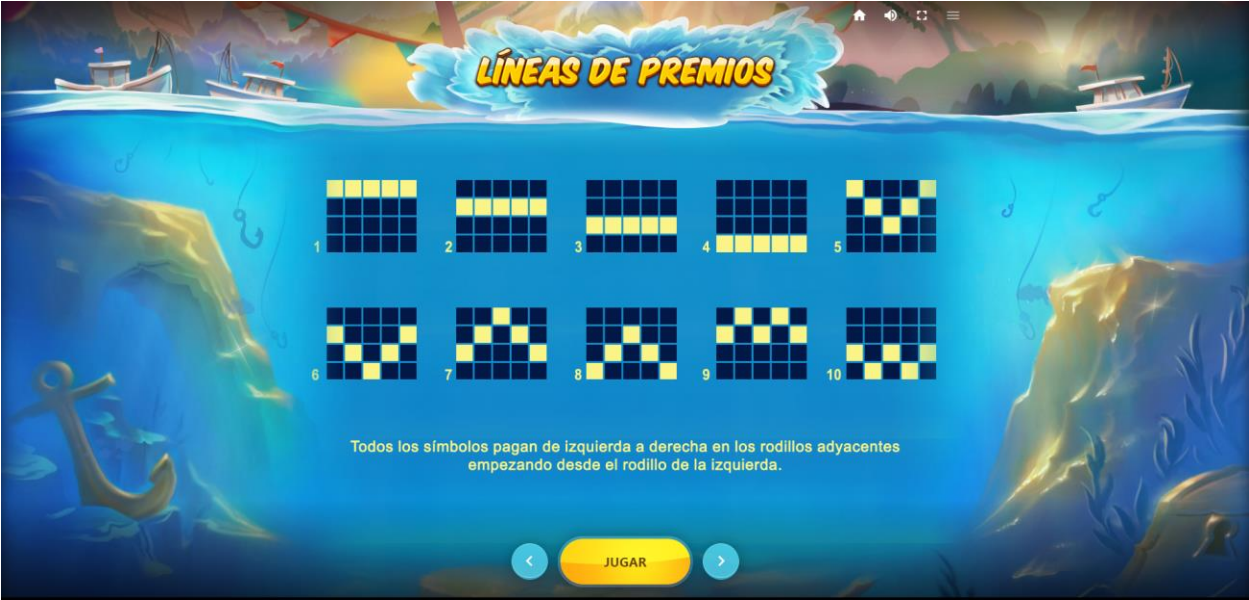 LÍNEAS DE PREMIOS
1
2
3
4
5
6
7
8
9
10
Todos los símbolos pagan de izquierda a derecha en los rodillos adyacentes
empezando desde el rodillo de la izquierda.
JUGAR